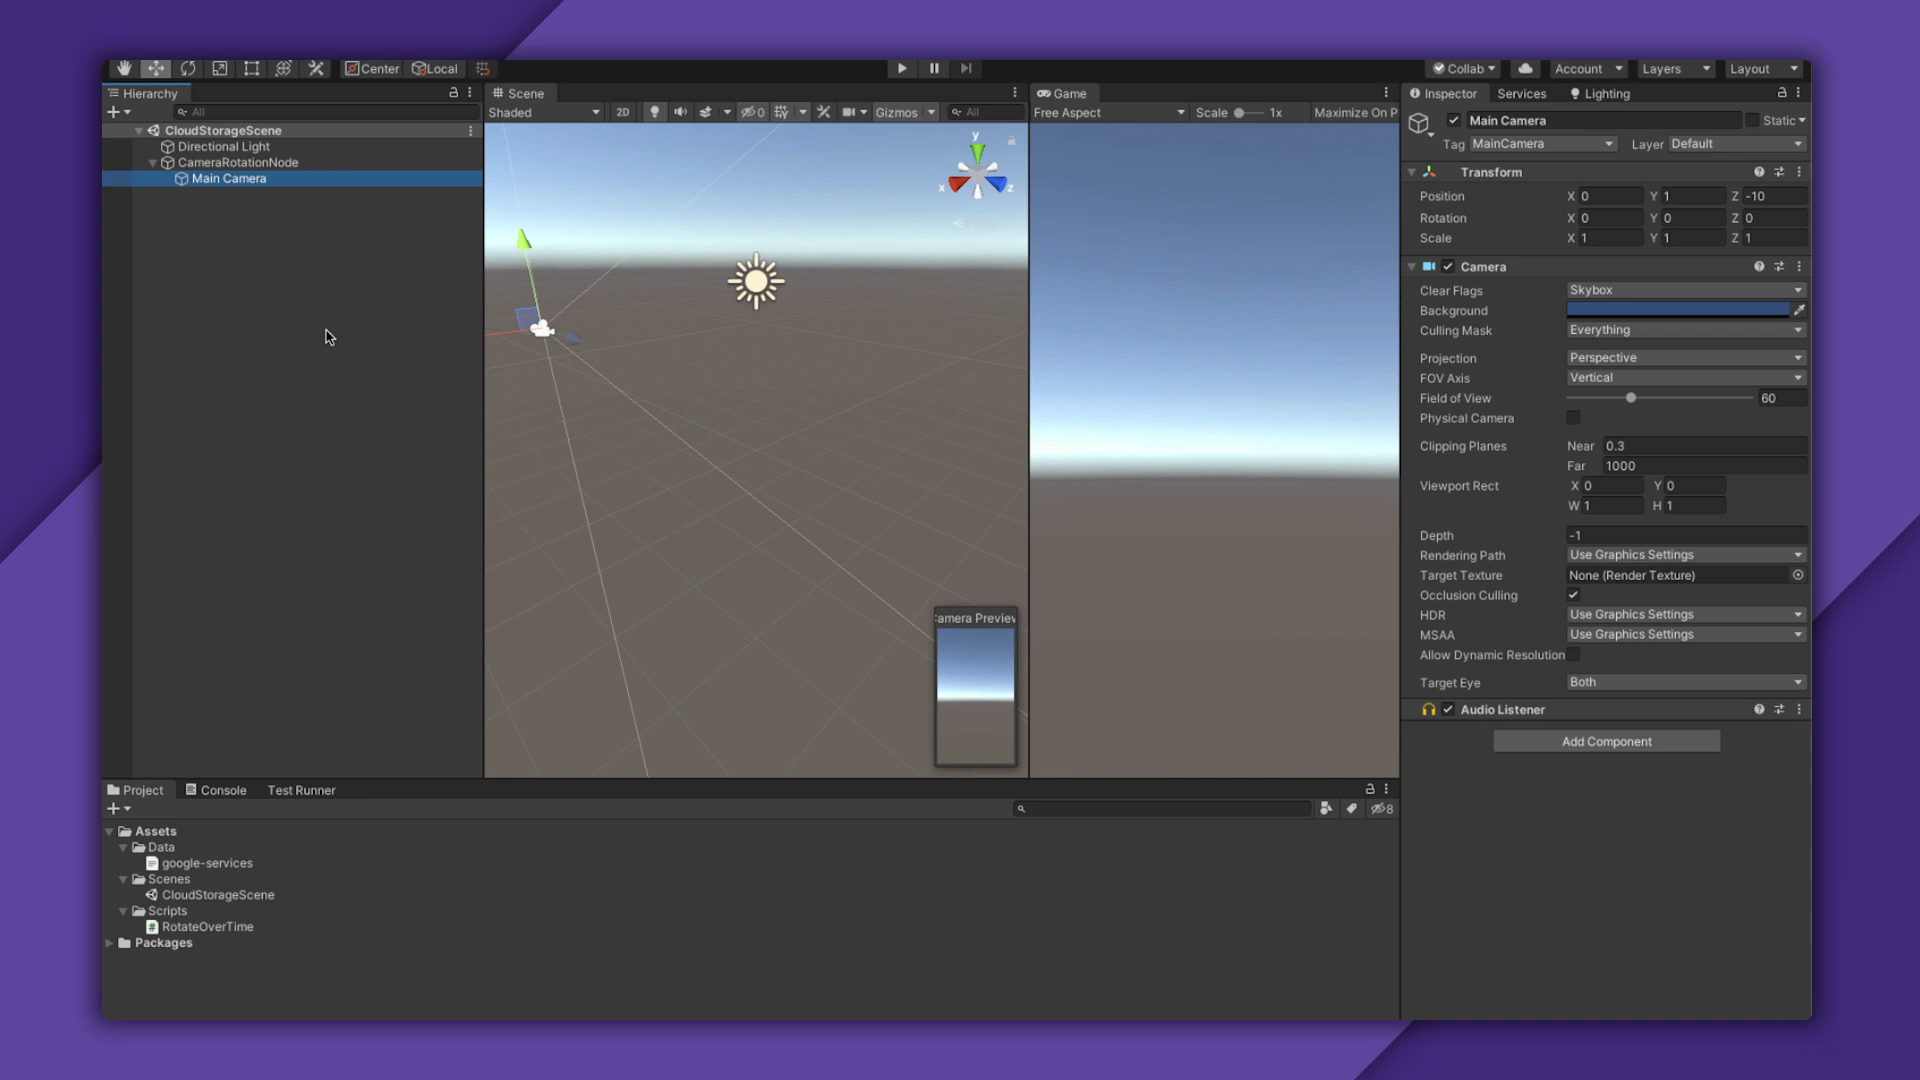 Center Local
Collab Account Layers Layout
Hierarchy
All
CloudStorageScene
Directional Light
CameraRotationNode
Main Camera
Scene
Shaded 2D 0 Gizmos All
y
x z
Camera Preview
Game
Free Aspect Scale 1x Maximize On P
Inspector Services Lighting
Main Camera Static
Tag MainCamera Layer Default
Transform
Position X 0 Y 1 Z -10
Rotation X 0 Y 0 Z 0
Scale X 1 Y 1 Z 1
Camera
Clear Flags Skybox
Background
Culling Mask Everything
Projection Perspective
FOV Axis Vertical
Field of View 60
Physical Camera
Clipping Planes Near 0.3
Far 1000
Viewport Rect X 0 Y 0
W 1 H 1
Depth -1
Rendering Path Use Graphics Settings
Target Texture None (Render Texture)
Occlusion Culling
HDR Use Graphics Settings
MSAA Use Graphics Settings
Allow Dynamic Resolution
Target Eye Both
Audio Listener
Add Component
Project Console Test Runner
8
Assets
Data
google-services
Scenes
CloudStorageScene
Scripts
RotateOverTime
Packages